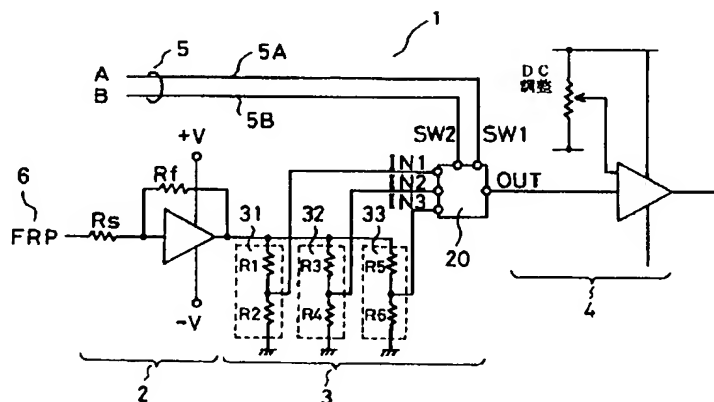 1
5
5A
A
B
5B
DC
調整
SW2 SW1
+V
IN1
IN2
IN3
OUT
6
Rf
FRP
Rs
31 32 33
20
R1 R3 R5
R2 R4 R6
-V
4
2
3